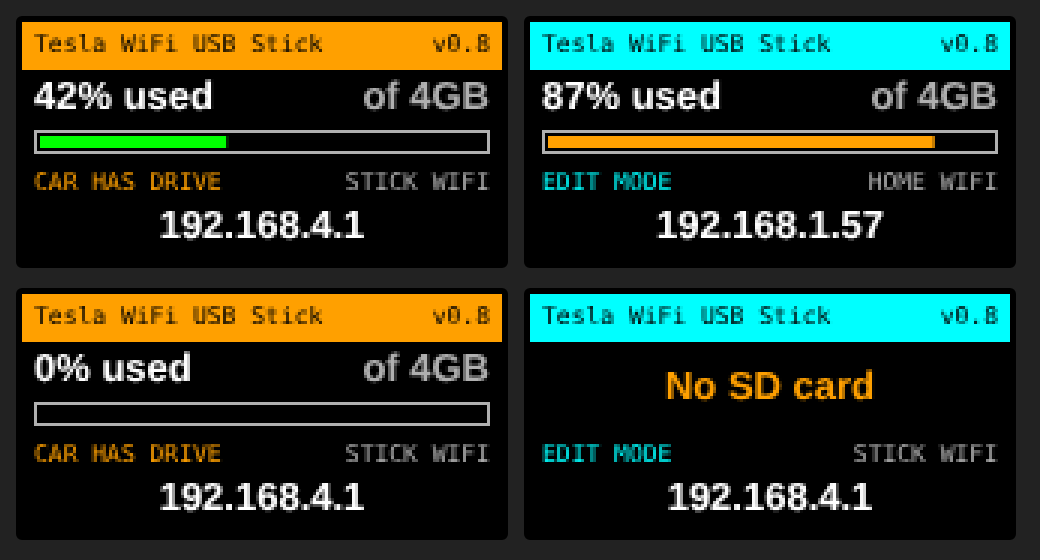 Tesla WiFi USB Stick v0.8
42% used of 4GB
CAR HAS DRIVE STICK WIFI
192.168.4.1
Tesla WiFi USB Stick v0.8
87% used of 4GB
EDIT MODE HOME WIFI
192.168.1.57
Tesla WiFi USB Stick v0.8
0% used of 4GB
CAR HAS DRIVE STICK WIFI
192.168.4.1
Tesla WiFi USB Stick v0.8
No SD card
EDIT MODE STICK WIFI
192.168.4.1